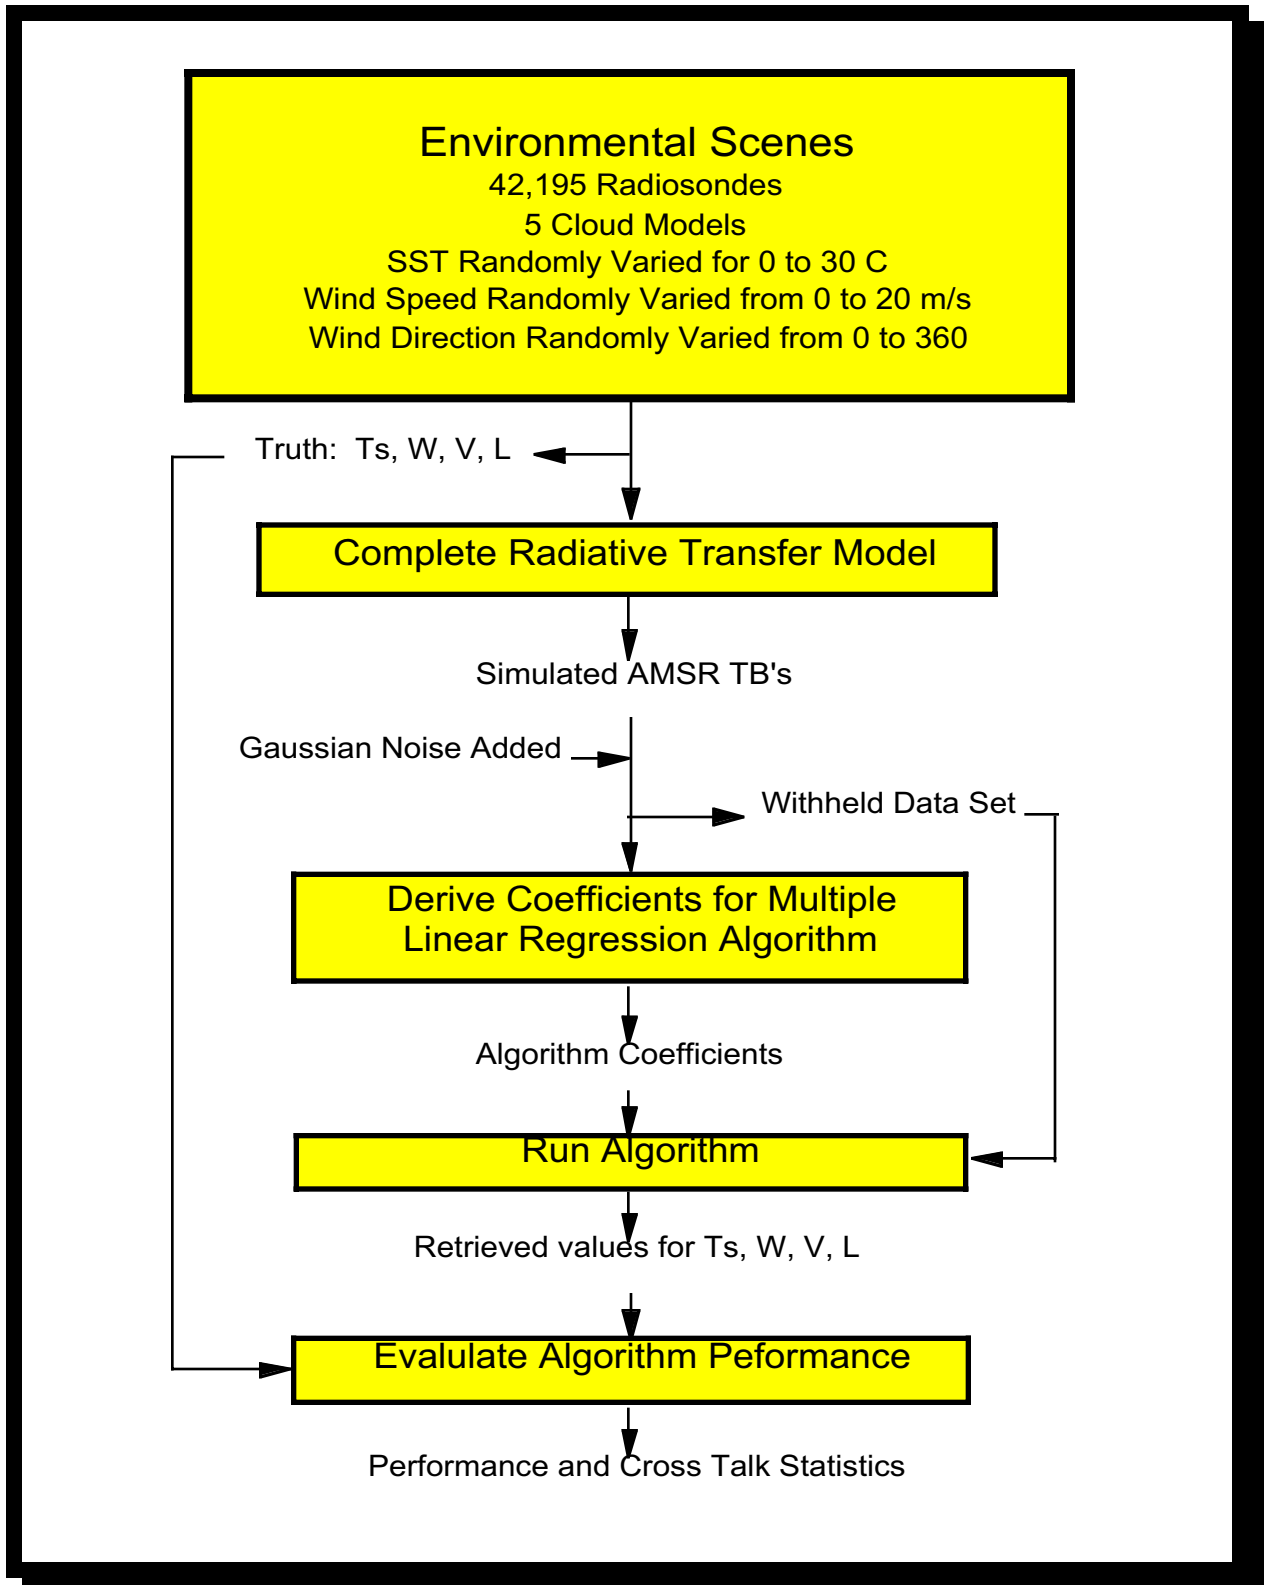 Environmental Scenes
42,195 Radiosondes
5 Cloud Models
SST Randomly Varied for 0 to 30 C
Wind Speed Randomly Varied from 0 to 20 m/s
Wind Direction Randomly Varied from 0 to 360
Truth:  Ts, W, V, L
Complete Radiative Transfer Model
Simulated AMSR TB's
Gaussian Noise Added
Withheld Data Set
Derive Coefficients for Multiple
Linear Regression Algorithm
Algorithm Coefficients
Run Algorithm
Retrieved values for Ts, W, V, L
Evalulate Algorithm Peformance
Performance and Cross Talk Statistics